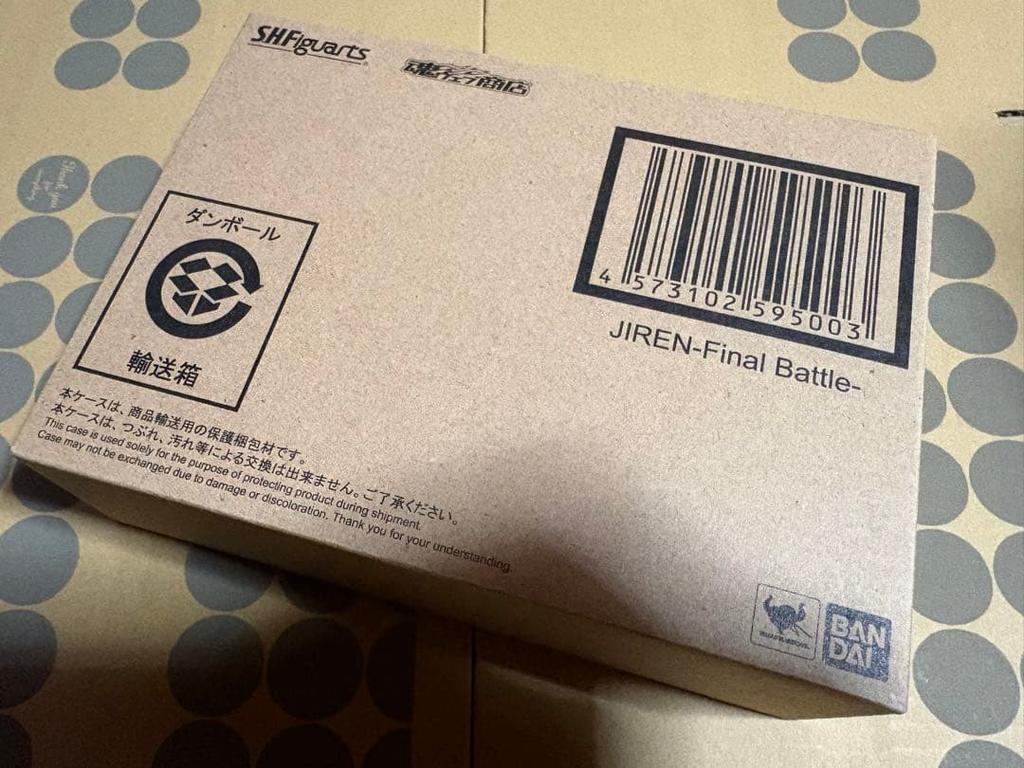 S.H.Figuarts
魂ウェブ商店
4 573102 595003
JIREN-Final Battle-
ダンボール
輸送箱
本ケースは、商品輸送用の保護梱包材です。
本ケースは、つぶれ、汚れ等による交換は出来ません。ご了承ください。
This case is used solely for the purpose of protecting product during shipment.
Case may not be exchanged due to damage or discoloration. Thank you for your understanding.
BAN
DAI
Thank you